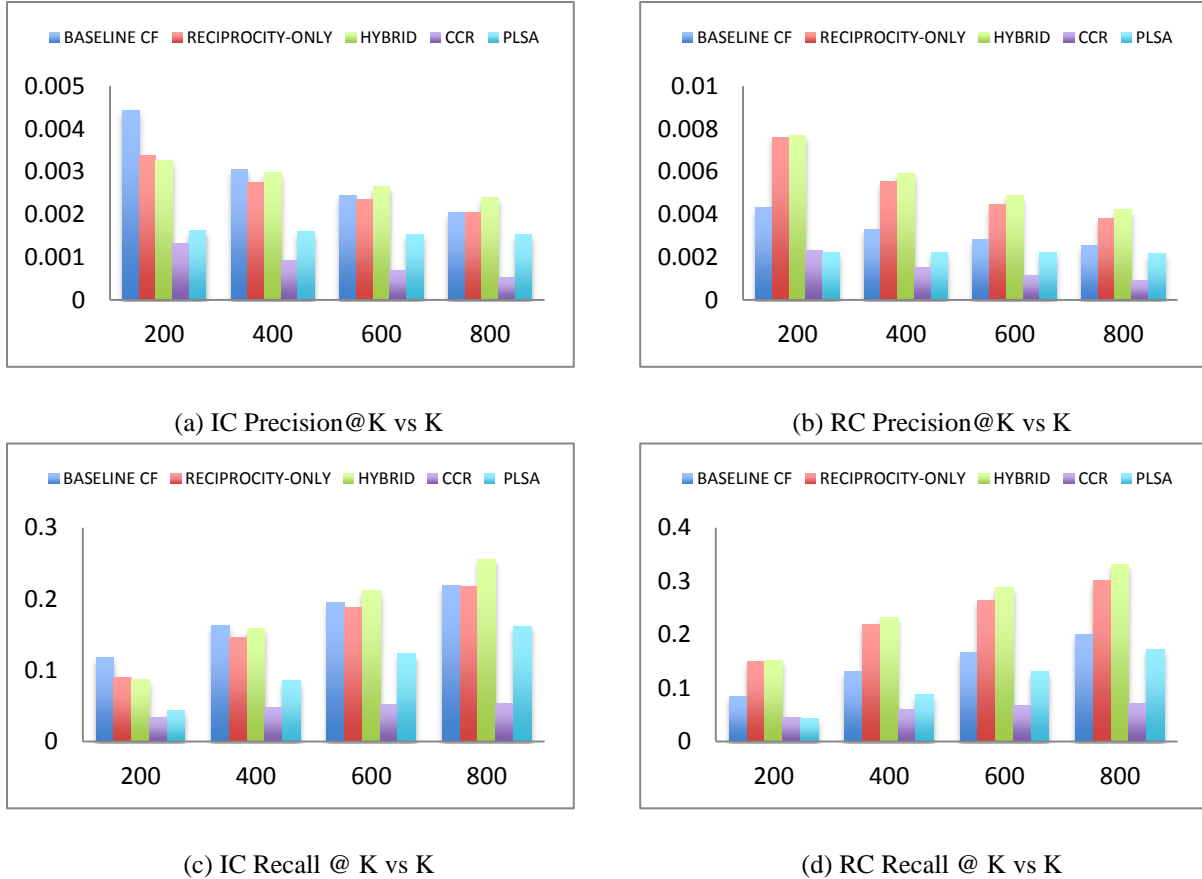 BASELINE CF RECIPROCITY-ONLY HYBRID CCR PLSA
0.005
0.004
0.003
0.002
0.001
0
200 400 600 800
(a) IC Precision@K vs K
BASELINE CF RECIPROCITY-ONLY HYBRID CCR PLSA
0.01
0.008
0.006
0.004
0.002
0
200 400 600 800
(b) RC Precision@K vs K
BASELINE CF RECIPROCITY-ONLY HYBRID CCR PLSA
0.3
0.2
0.1
0
200 400 600 800
(c) IC Recall @ K vs K
BASELINE CF RECIPROCITY-ONLY HYBRID CCR PLSA
0.4
0.3
0.2
0.1
0
200 400 600 800
(d) RC Recall @ K vs K